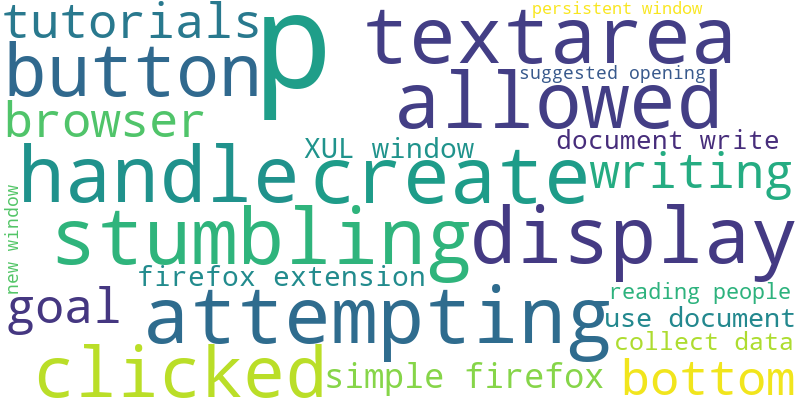 persistent window
tutorials
p
textarea
button
suggested opening
allowed
browser
document write
XUL window
handle
create
writing
new window
stumbling
display
firefox extension
goal
attempting
reading people
use document
collect data
clicked
simple firefox
bottom